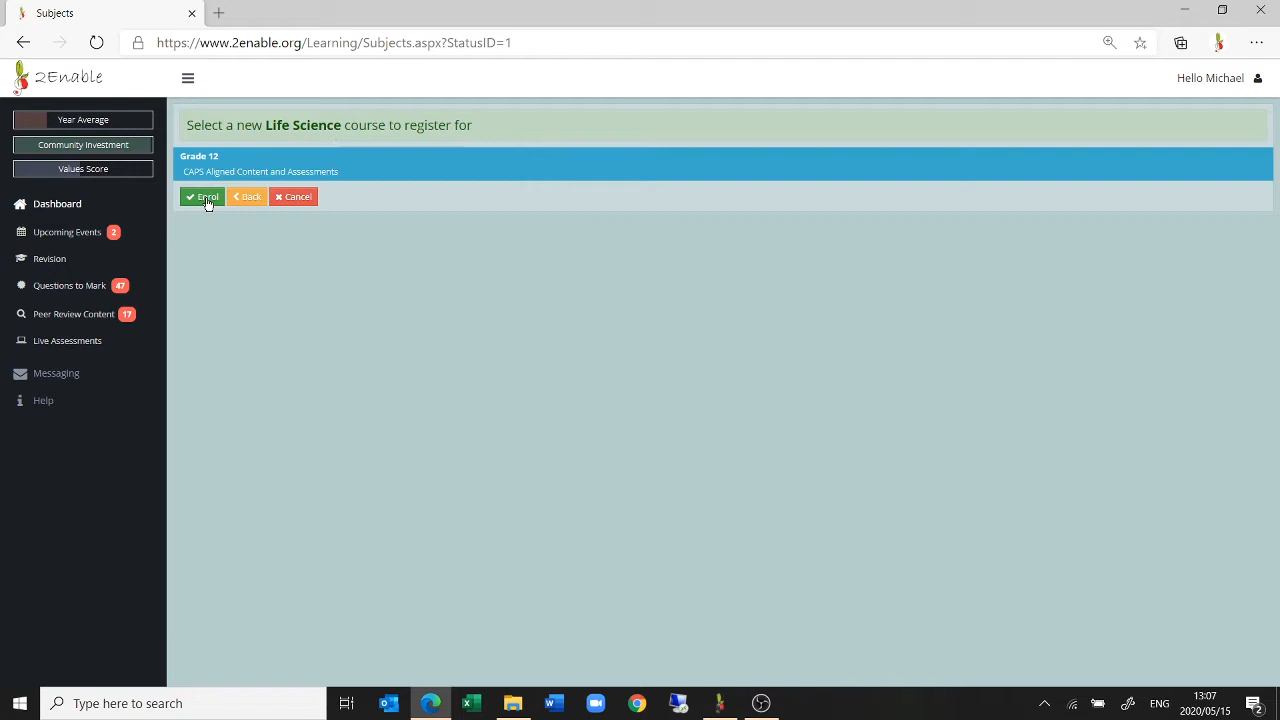 Subjects
https://www.2enable.org/Learning/Subjects.aspx?StatusID=1
2Enable
Hello Michael
Year Average
Community Investment
Values Score
Dashboard
Upcoming Events 2
Revision
Questions to Mark 47
Peer Review Content 17
Live Assessments
Messaging
Help
Select a new Life Science course to register for
Grade 12
CAPS Aligned Content and Assessments
Enrol Back Cancel
Type here to search
ENG
13:07
2020/05/15
2